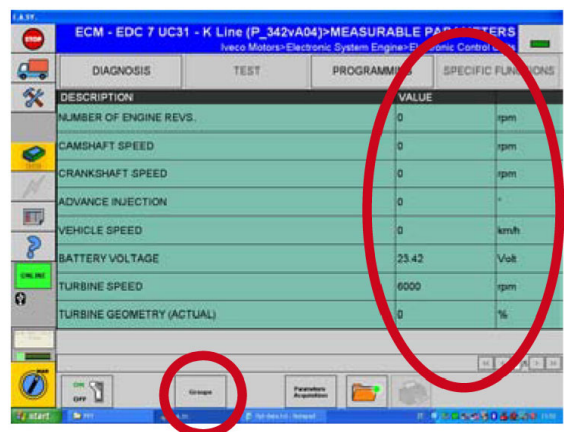 E.A.SY.
STOP
ECM - EDC 7 UC31 - K Line (P_342vA04)>MEASURABLE PARAMETERS
Iveco Motors>Electronic System Engine>Electronic Control Units
DIAGNOSIS TEST PROGRAMMING SPECIFIC FUNCTIONS
DESCRIPTION VALUE
NUMBER OF ENGINE REVS. 0 rpm
CAMSHAFT SPEED 0 rpm
CRANKSHAFT SPEED 0 rpm
ADVANCE INJECTION 0 °
VEHICLE SPEED 0 km/h
BATTERY VOLTAGE 23.42 Volt
TURBINE SPEED 6000 rpm
TURBINE GEOMETRY (ACTUAL) 0 %
ON LINE
ON
OFF
Groups
Parameters
Acquisition
start